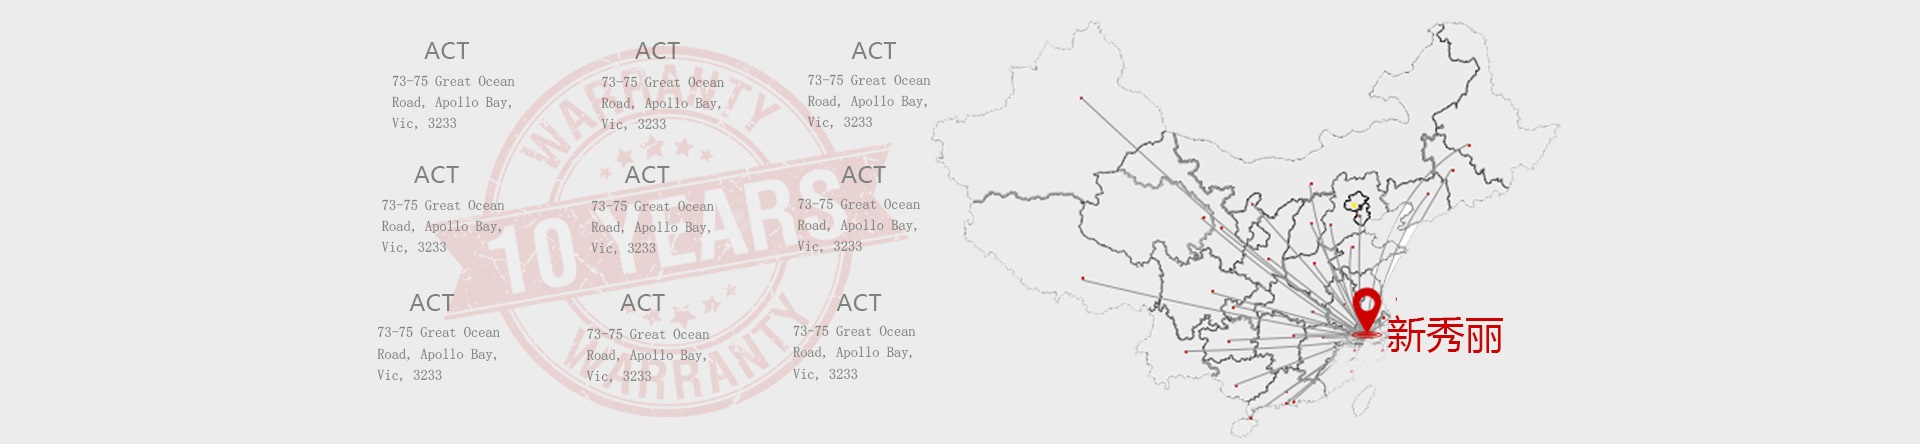 ACT
73-75 Great Ocean
Road, Apollo Bay,
Vic, 3233
ACT
73-75 Great Ocean
Road, Apollo Bay,
Vic, 3233
ACT
73-75 Great Ocean
Road, Apollo Bay,
Vic, 3233
ACT
73-75 Great Ocean
Road, Apollo Bay,
Vic, 3233
ACT
73-75 Great Ocean
Road, Apollo Bay,
Vic, 3233
ACT
73-75 Great Ocean
Road, Apollo Bay,
Vic, 3233
ACT
73-75 Great Ocean
Road, Apollo Bay,
Vic, 3233
ACT
73-75 Great Ocean
Road, Apollo Bay,
Vic, 3233
ACT
73-75 Great Ocean
Road, Apollo Bay,
Vic, 3233
WARRANTY
10 YEARS
WARRANTY
新秀丽